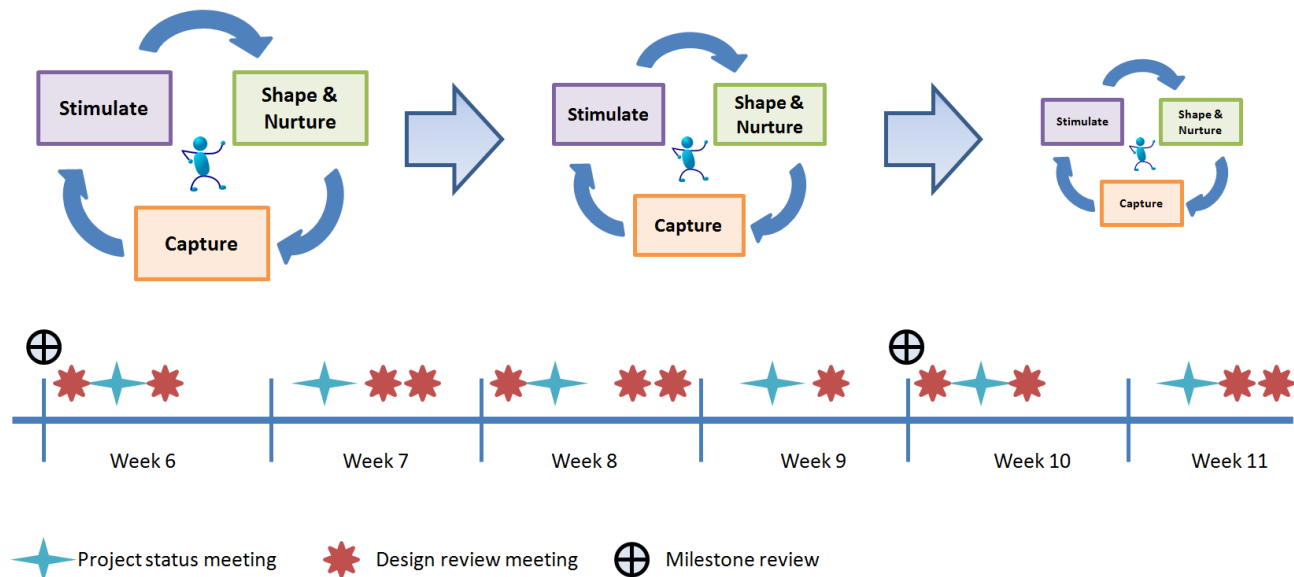 Stimulate
Shape &
Nurture
Capture
Stimulate
Shape &
Nurture
Capture
Stimulate
Shape &
Nurture
Capture
Week 6
Week 7
Week 8
Week 9
Week 10
Week 11
Project status meeting
Design review meeting
Milestone review